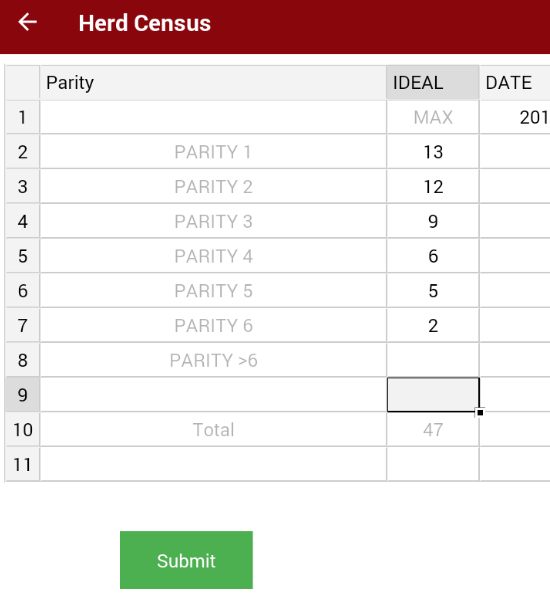 Herd Census
Parity IDEAL DATE
1 MAX 201
2 PARITY 1 13
3 PARITY 2 12
4 PARITY 3 9
5 PARITY 4 6
6 PARITY 5 5
7 PARITY 6 2
8 PARITY >6
9
10 Total 47
11
Submit